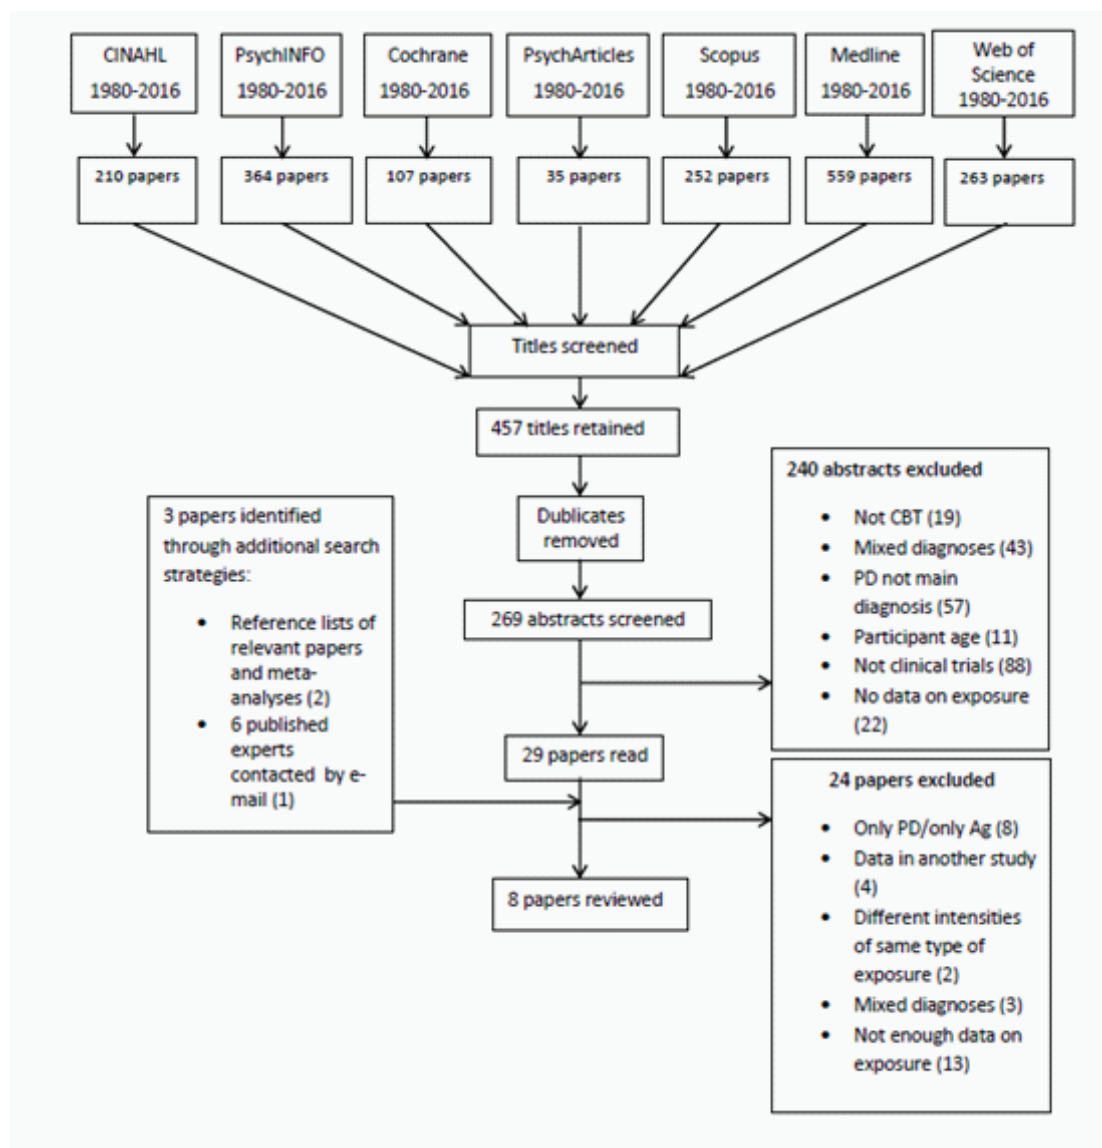 CINAHL
1980-2016
PsychINFO
1980-2016
Cochrane
1980-2016
PsychArticles
1980-2016
Scopus
1980-2016
Medline
1980-2016
Web of
Science
1980-2016
210 papers
364 papers
107 papers
35 papers
252 papers
559 papers
263 papers
Titles screened
457 titles retained
Dublicates
removed
269 abstracts screened
240 abstracts excluded
• Not CBT (19)
• Mixed diagnoses (43)
• PD not main
diagnosis (57)
• Participant age (11)
• Not clinical trials (88)
• No data on exposure
(22)
3 papers identified
through additional search
strategies:
• Reference lists of
relevant papers
and meta-
analyses (2)
• 6 published
experts
contacted by e-
mail (1)
29 papers read
24 papers excluded
• Only PD/only Ag (8)
• Data in another study
(4)
• Different intensities
of same type of
exposure (2)
• Mixed diagnoses (3)
• Not enough data on
exposure (13)
8 papers reviewed